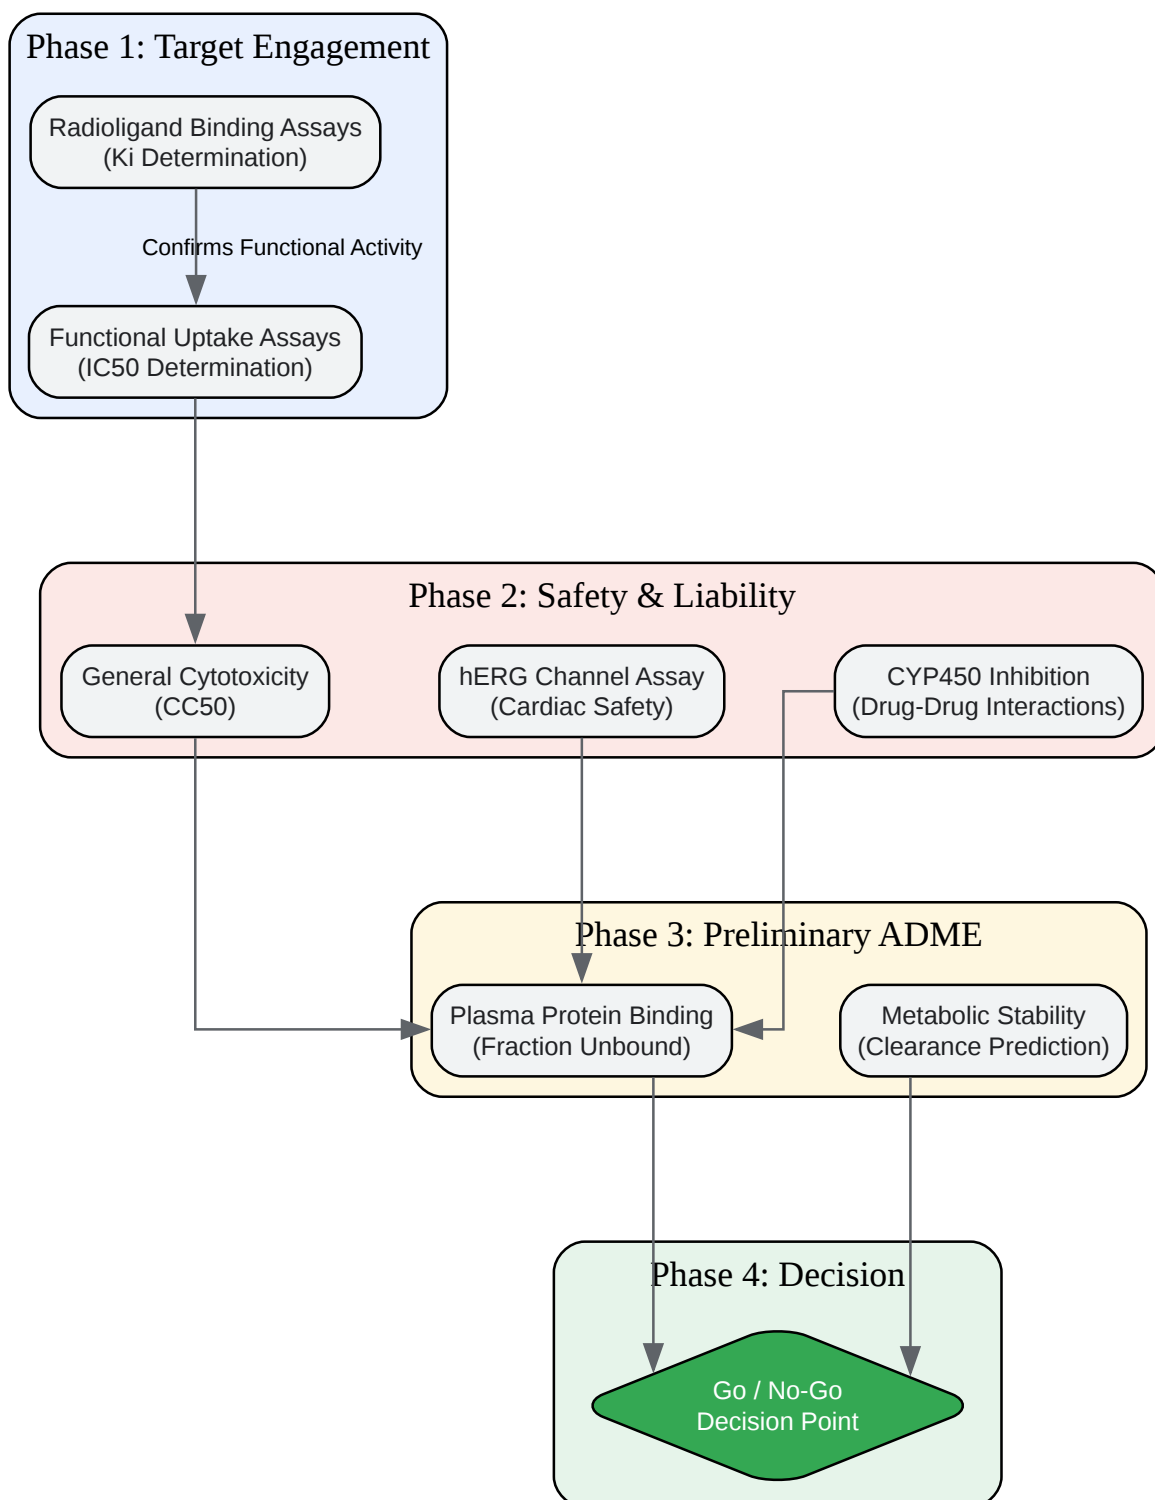 Phase 1: Target Engagement
Radioligand Binding Assays
(Ki Determination)
Confirms Functional Activity
Functional Uptake Assays
(IC50 Determination)
Phase 2: Safety & Liability
General Cytotoxicity
(CC50)
hERG Channel Assay
(Cardiac Safety)
CYP450 Inhibition
(Drug-Drug Interactions)
Phase 3: Preliminary ADME
Plasma Protein Binding
(Fraction Unbound)
Metabolic Stability
(Clearance Prediction)
Phase 4: Decision
Go / No-Go
Decision Point